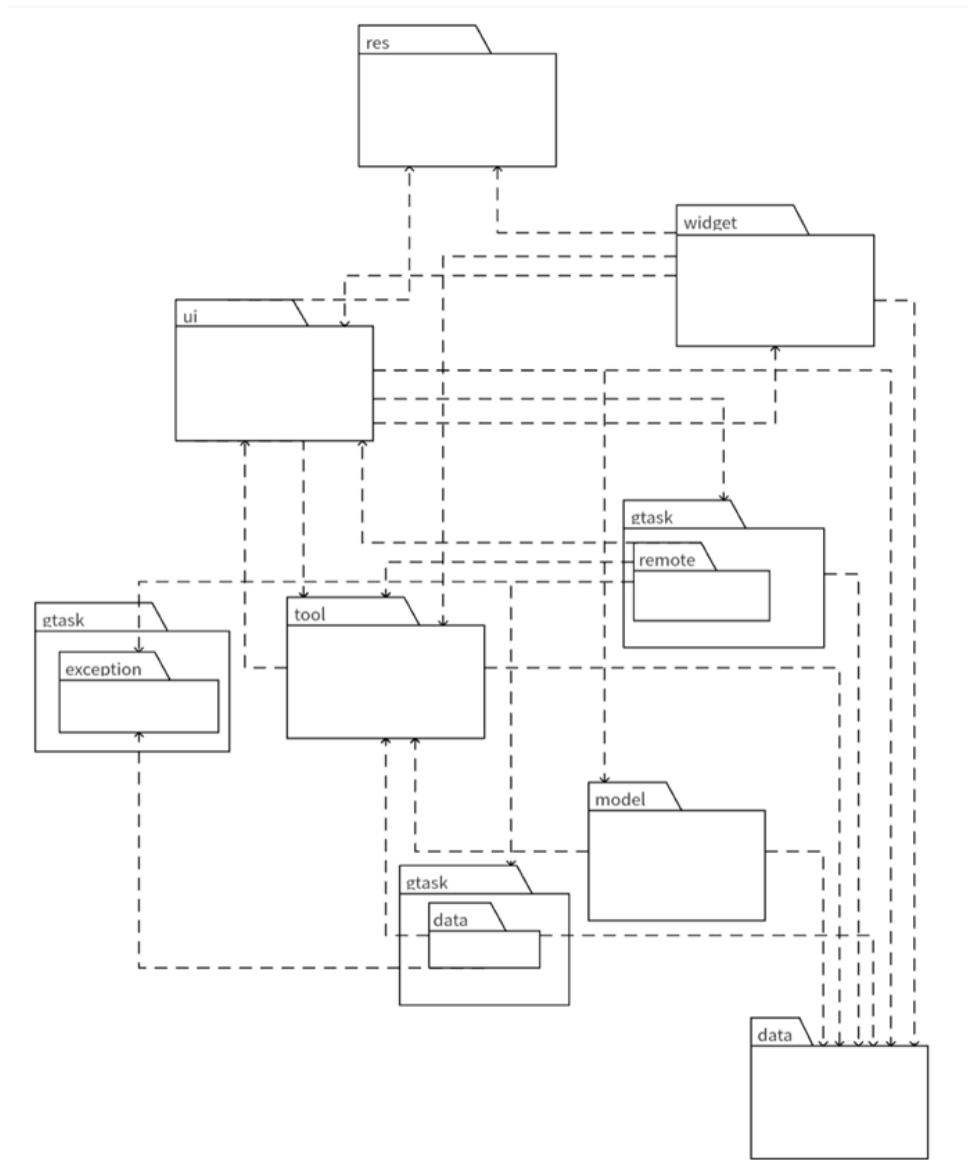 res
widget
ui
gtask
remote
gtask
tool
exception
model
gtask
data
data